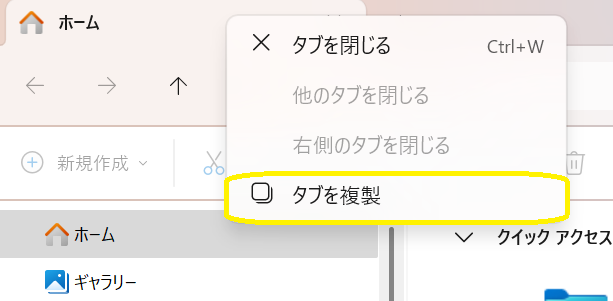 ホーム
タブを閉じる Ctrl+W
他のタブを閉じる
右側のタブを閉じる
新規作成
タブを複製
ホーム
クイック アクセス
ギャラリー